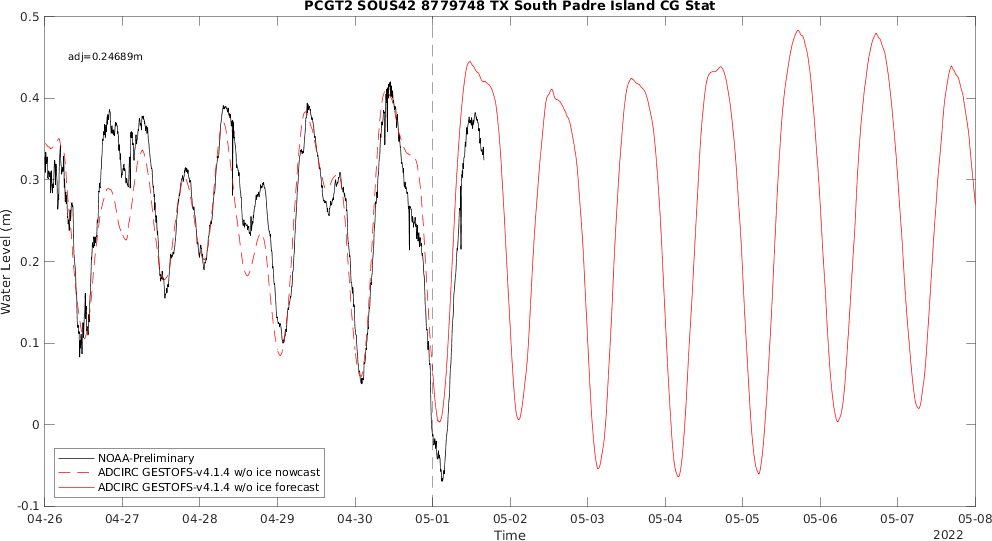 PCGT2 SOUS42 8779748 TX South Padre Island CG Stat
adj=0.24689m
0.5
0.4
0.3
0.2
0.1
0
-0.1
Water Level (m)
NOAA-Preliminary
ADCIRC GESTOFS-v4.1.4 w/o ice nowcast
ADCIRC GESTOFS-v4.1.4 w/o ice forecast
04-26 04-27 04-28 04-29 04-30 05-01 05-02 05-03 05-04 05-05 05-06 05-07 05-08
Time
2022